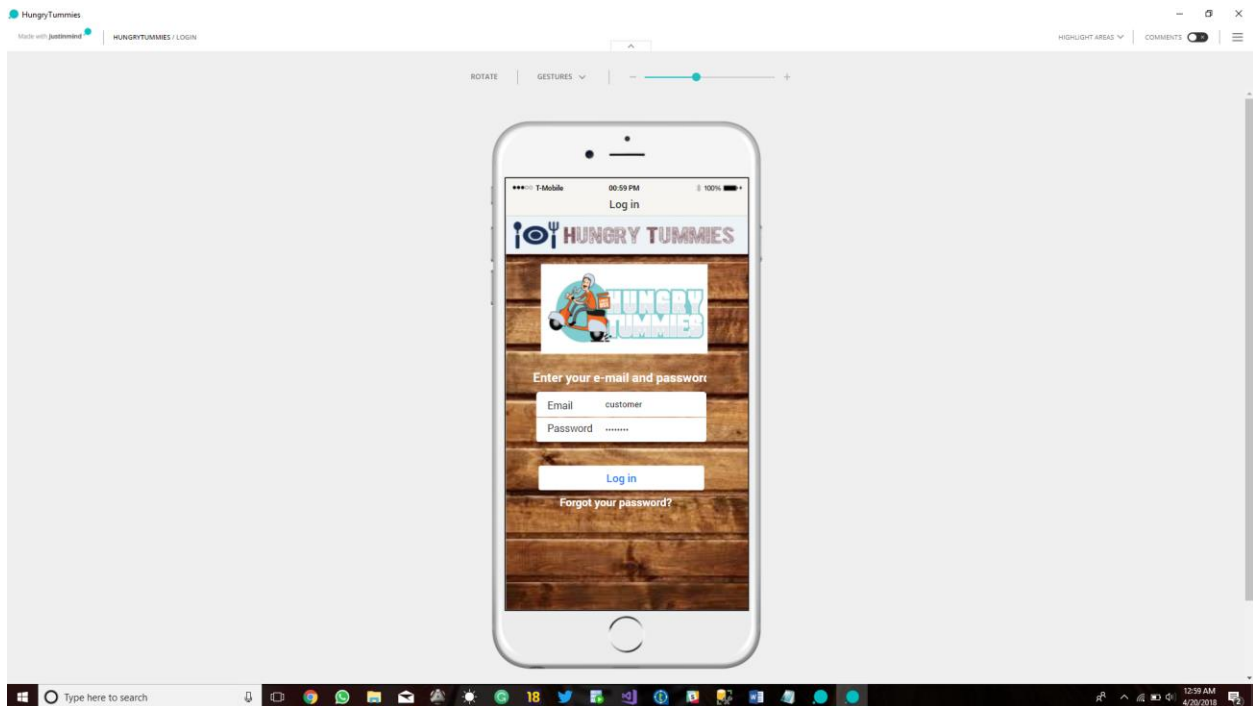 HungryTummies
Made with justinmind
HUNGRYTUMMIES / LOGIN
HIGHLIGHT AREAS
COMMENTS
ROTATE
GESTURES
T-Mobile 00:59 PM 100%
Log in
HUNGRY TUMMIES
HUNGRY
TUMMIES
Enter your e-mail and passwor
Email customer
Password ........
Log in
Forgot your password?
Type here to search
18
12:59 AM
4/20/2018
2